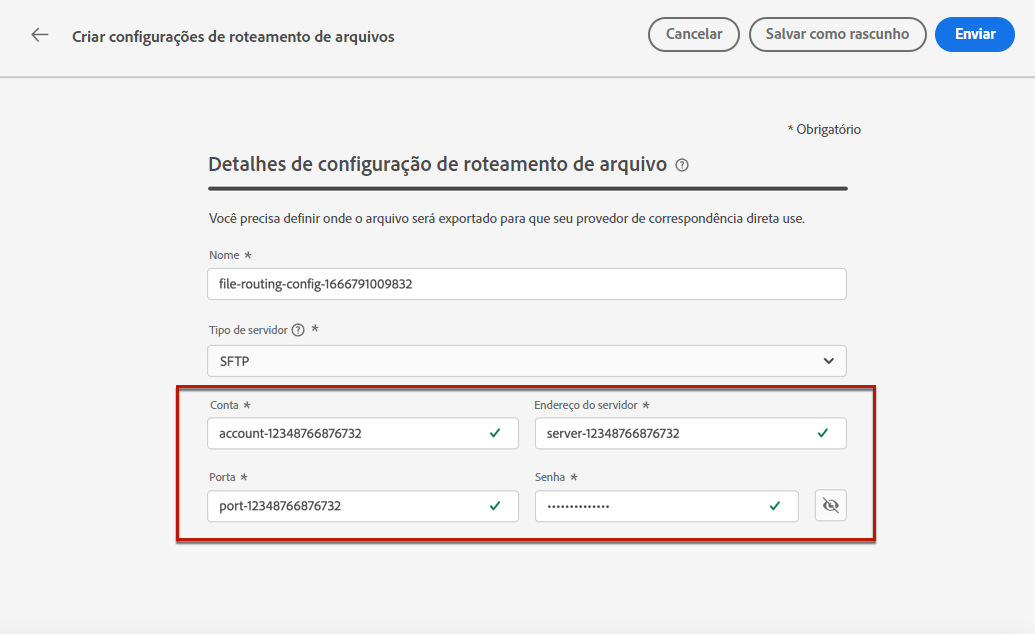 Criar configurações de roteamento de arquivos
Cancelar
Salvar como rascunho
Enviar
* Obrigatório
Detalhes de configuração de roteamento de arquivo
Você precisa definir onde o arquivo será exportado para que seu provedor de correspondência direta use.
Nome *
file-routing-config-1666791009832
Tipo de servidor ? *
SFTP
Conta *
Endereço do servidor *
account-12348766876732
server-12348766876732
Porta *
Senha *
port-12348766876732
••••••••••••••